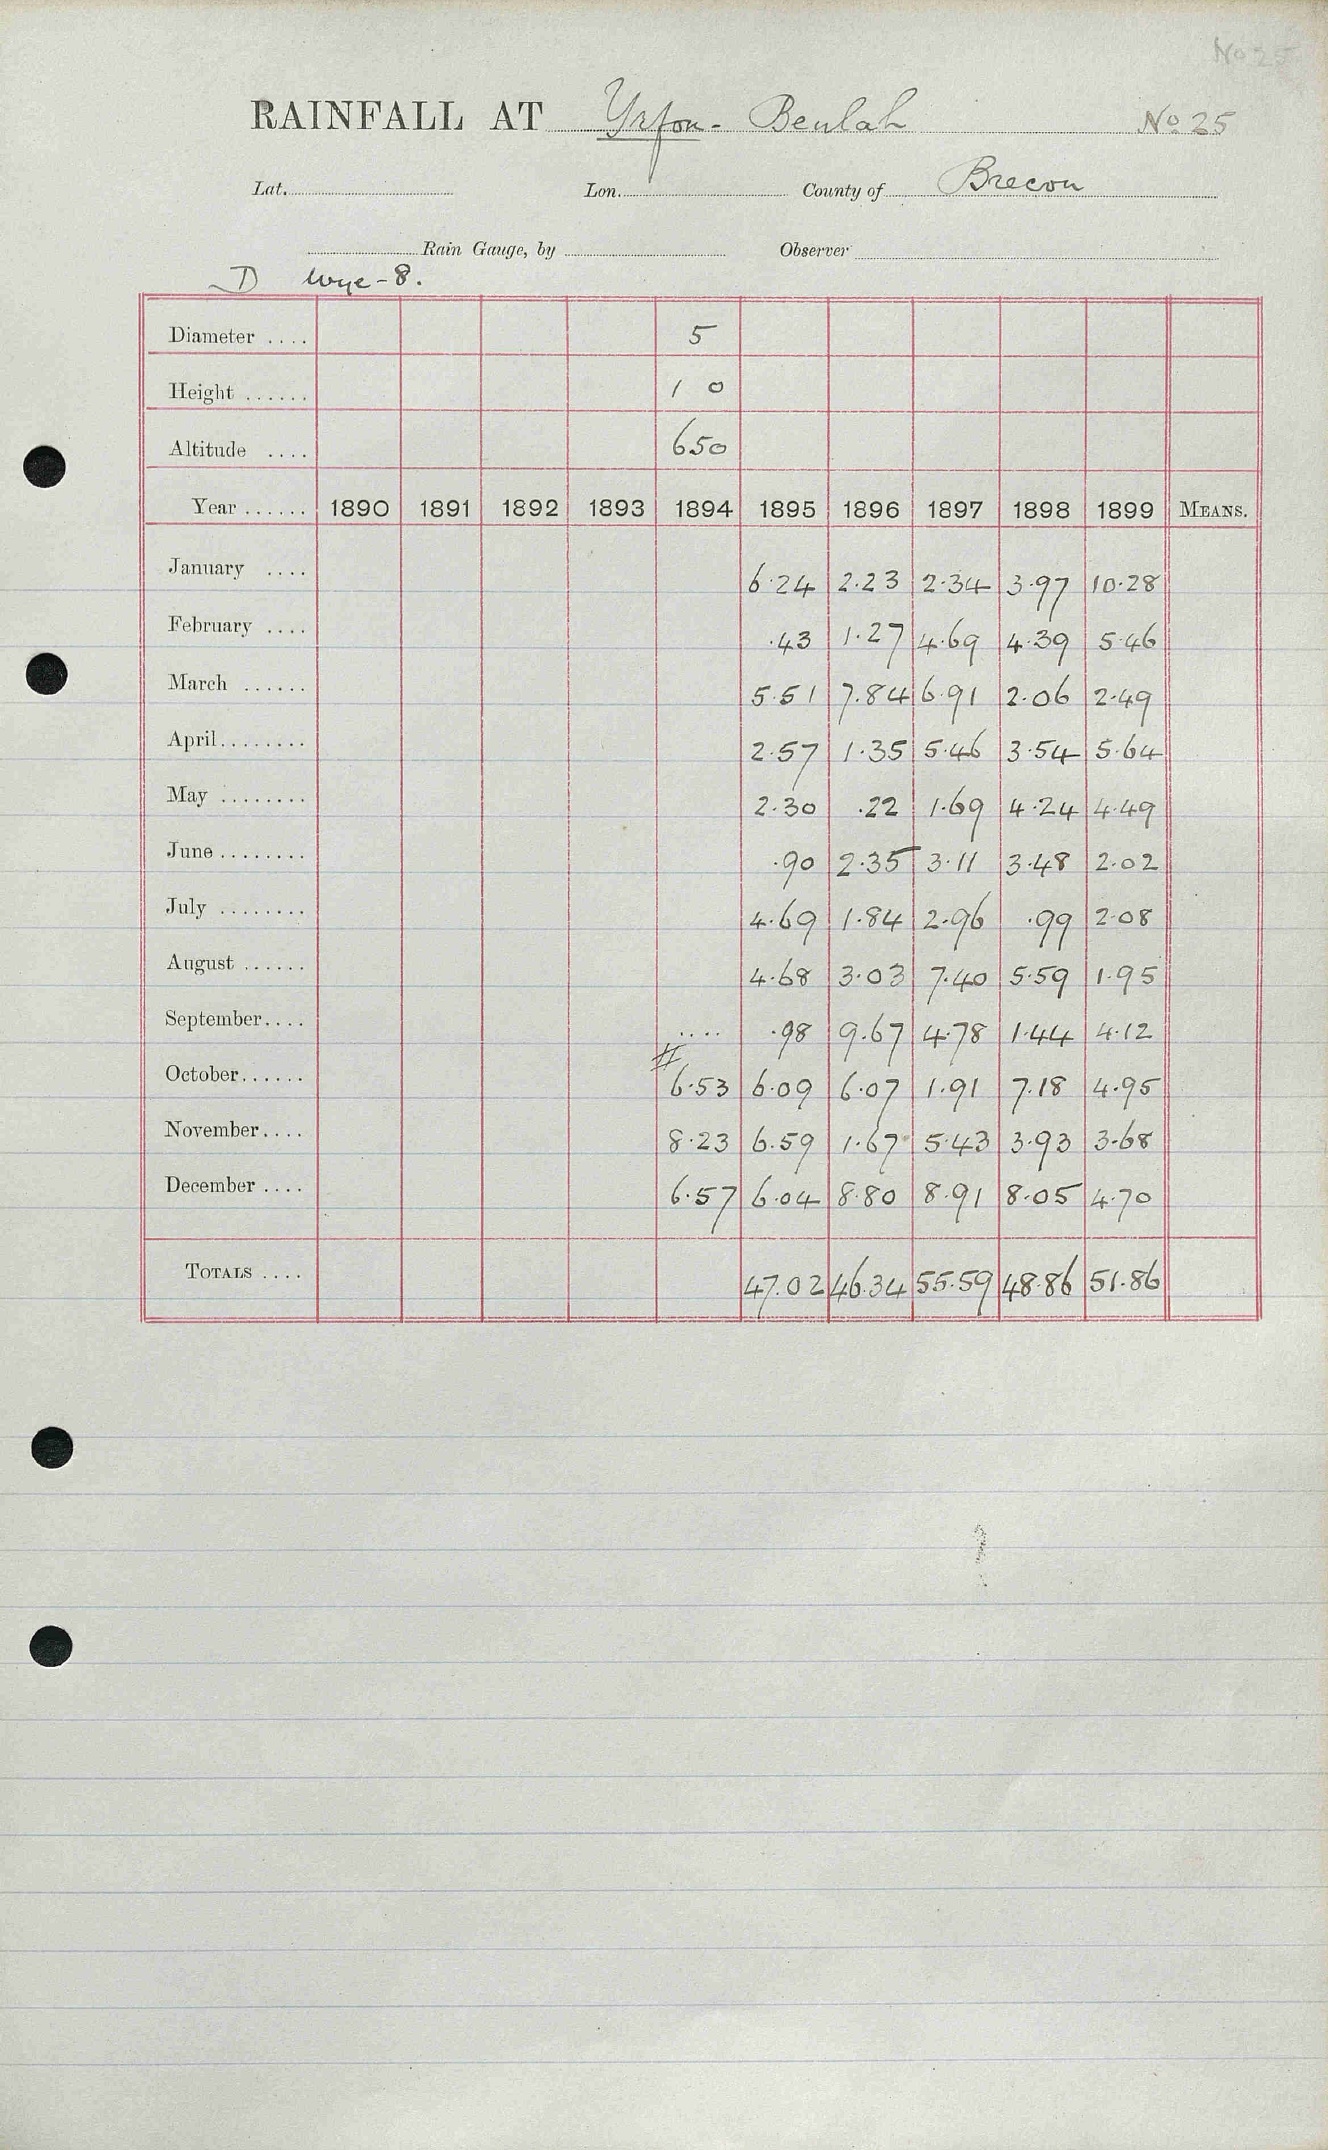 No 25
RAINFALL AT Yrfon - Beulah No 25
Lat. Lon. County of Brecon
Rain Gauge, by Observer
D Wye - 8.
Diameter .... 5
Height ...... 1 0
Altitude .... 650
Year ...... 1890 1891 1892 1893 1894 1895 1896 1897 1898 1899 MEANS.
January .... 6.24 2.23 2.34 3.97 10.28
February .... .43 1.27 4.69 4.39 5.46
March ...... 5.51 7.84 6.91 2.06 2.49
April........ 2.57 1.35 5.46 3.54 5.64
May ........ 2.30 .22 1.69 4.24 4.49
June ........ .90 2.35 3.11 3.48 2.02
July ........ 4.69 1.84 2.96 .99 2.08
August ...... 4.68 3.03 7.40 5.59 1.95
September.... .... .98 9.67 4.78 1.44 4.12
October...... # 6.53 6.09 6.07 1.91 7.18 4.95
November.... 8.23 6.59 1.67 5.43 3.93 3.68
December .... 6.57 6.04 8.80 8.91 8.05 4.70
TOTALS .... 47.02 46.34 55.59 48.86 51.86